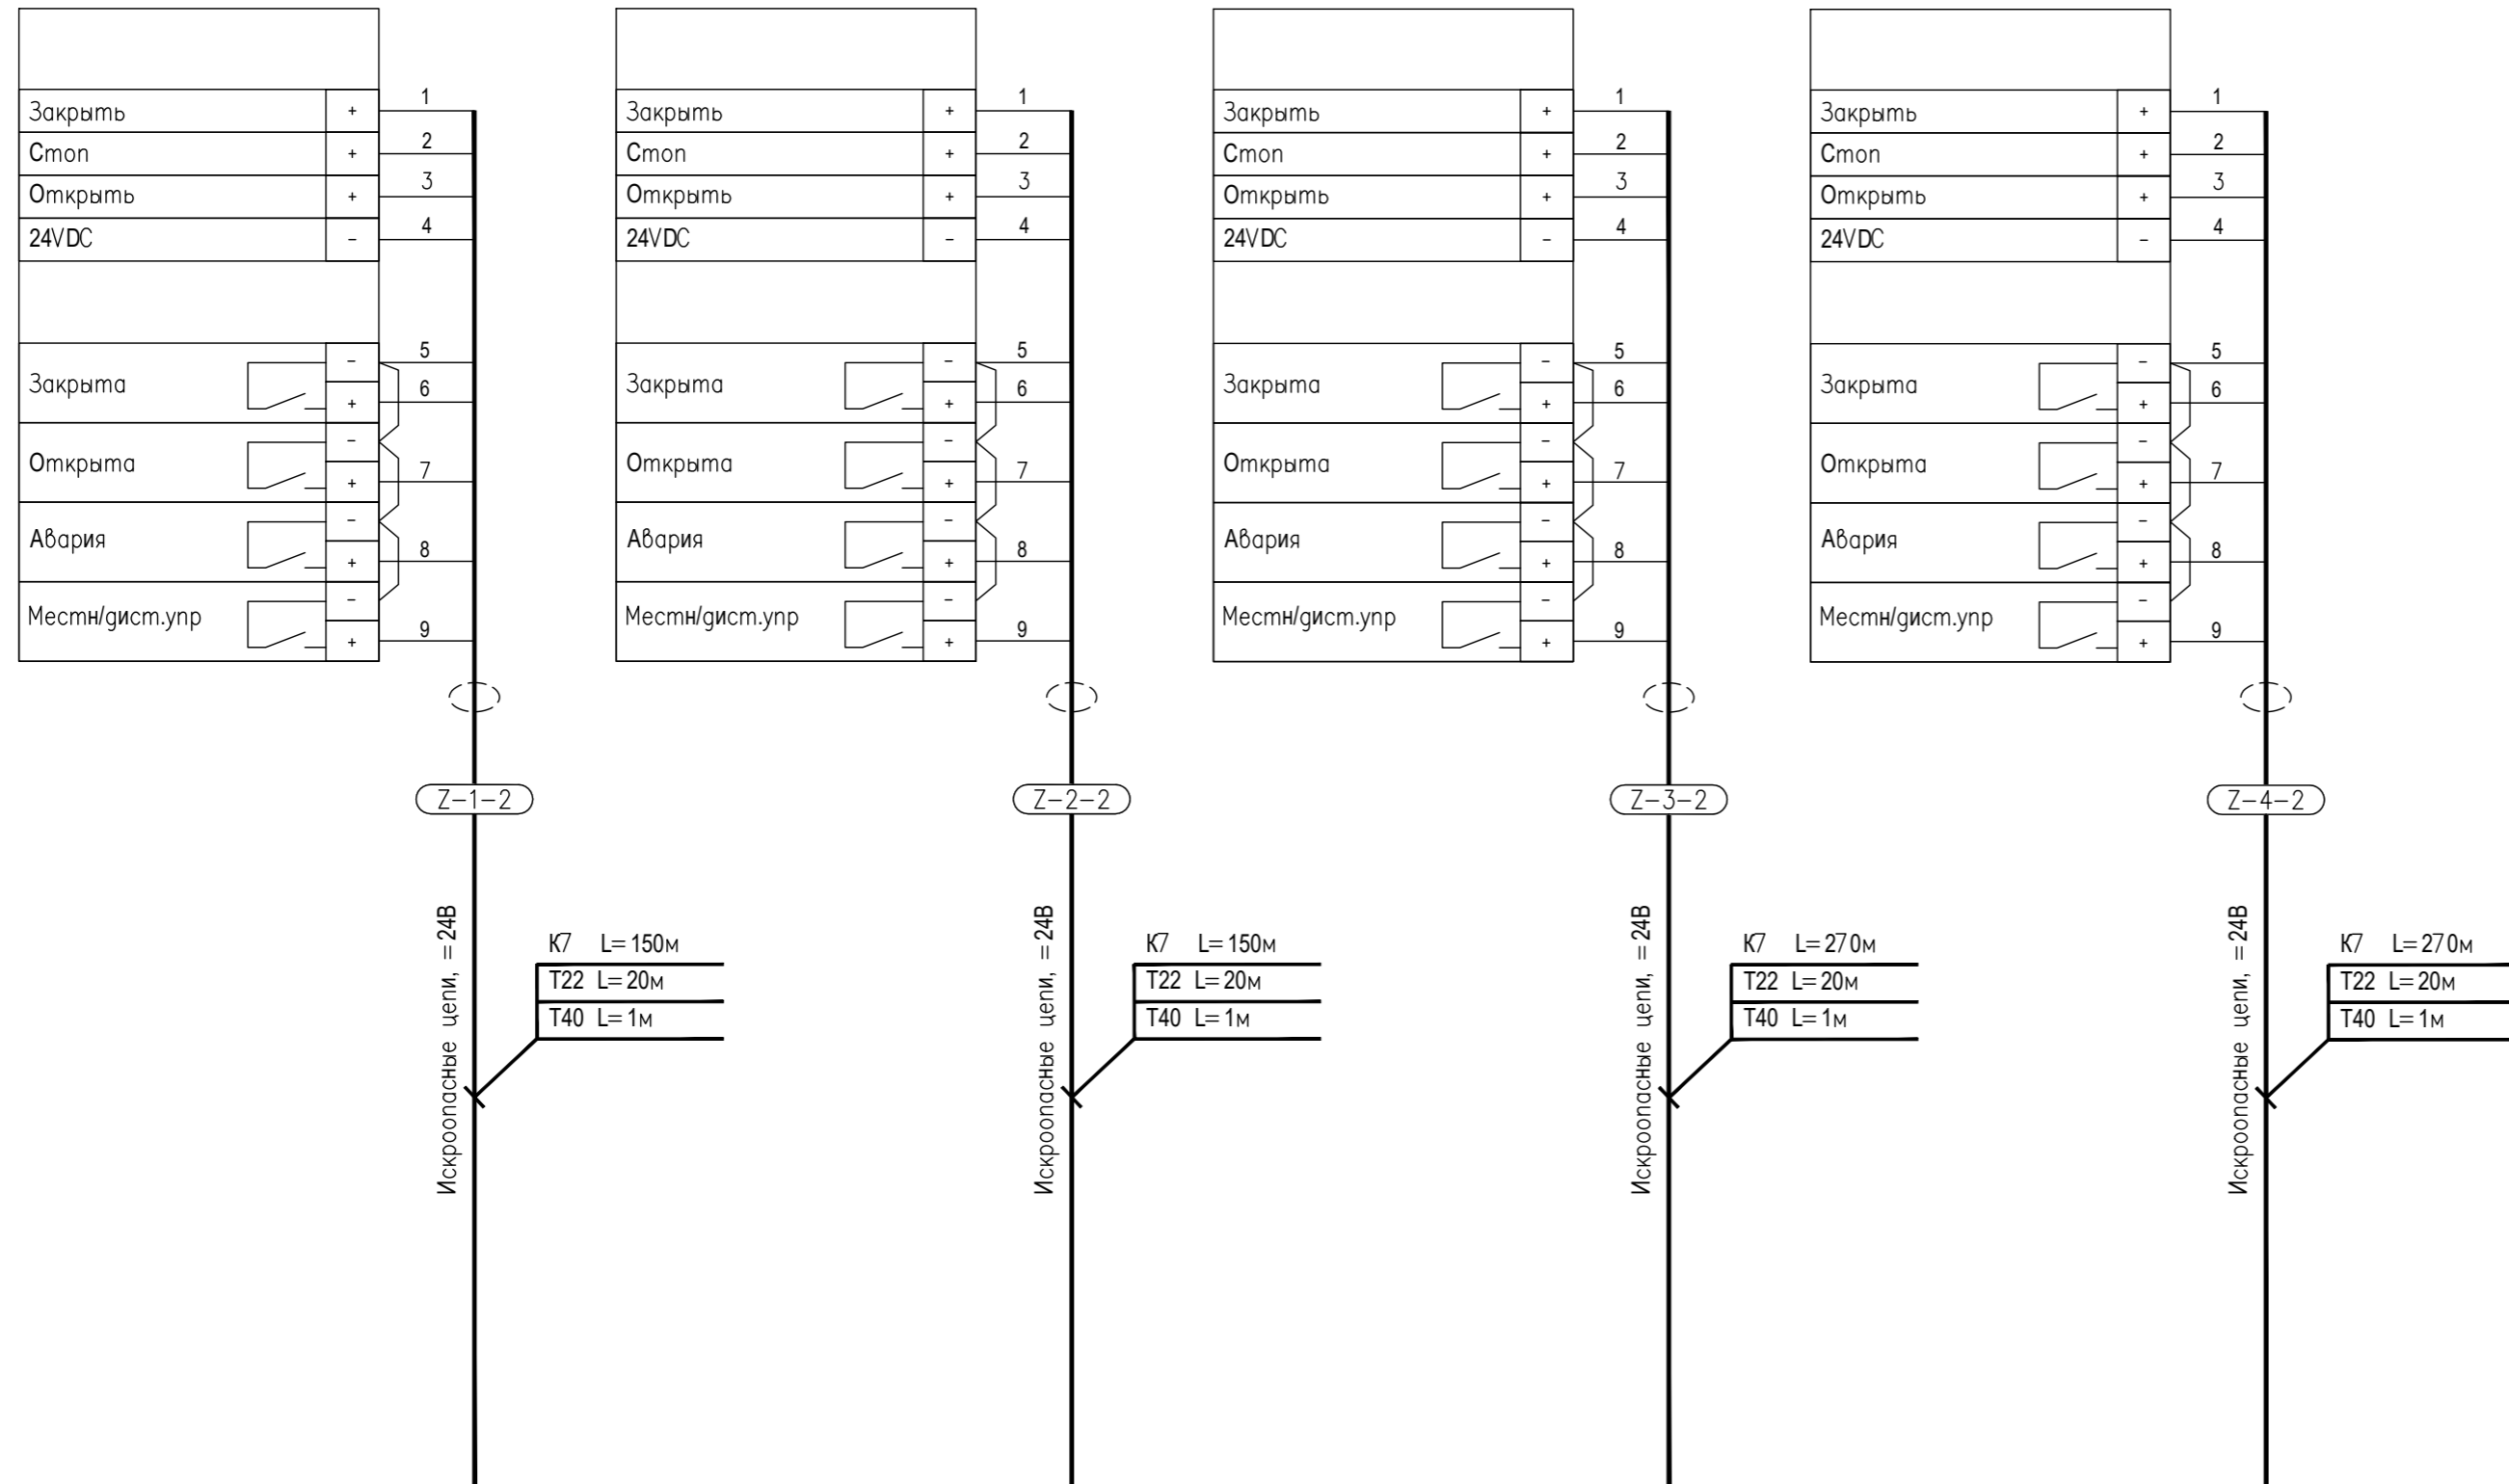 Закрыть + 1
Стоп + 2
Открыть + 3
24VDC - 4
Закрыта - 5
+ 6
Открыта -
+ 7
Авария -
+ 8
Местн/дист.упр -
+ 9
Z-1-2
Искроопасные цепи, =24В
К7 L=150м
Т22 L=20м
Т40 L=1м
Закрыть + 1
Стоп + 2
Открыть + 3
24VDC - 4
Закрыта - 5
+ 6
Открыта -
+ 7
Авария -
+ 8
Местн/дист.упр -
+ 9
Z-2-2
Искроопасные цепи, =24В
К7 L=150м
Т22 L=20м
Т40 L=1м
Закрыть + 1
Стоп + 2
Открыть + 3
24VDC - 4
Закрыта - 5
+ 6
Открыта -
+ 7
Авария -
+ 8
Местн/дист.упр -
+ 9
Z-3-2
Искроопасные цепи, =24В
К7 L=270м
Т22 L=20м
Т40 L=1м
Закрыть + 1
Стоп + 2
Открыть + 3
24VDC - 4
Закрыта - 5
+ 6
Открыта -
+ 7
Авария -
+ 8
Местн/дист.упр -
+ 9
Z-4-2
Искроопасные цепи, =24В
К7 L=270м
Т22 L=20м
Т40 L=1м